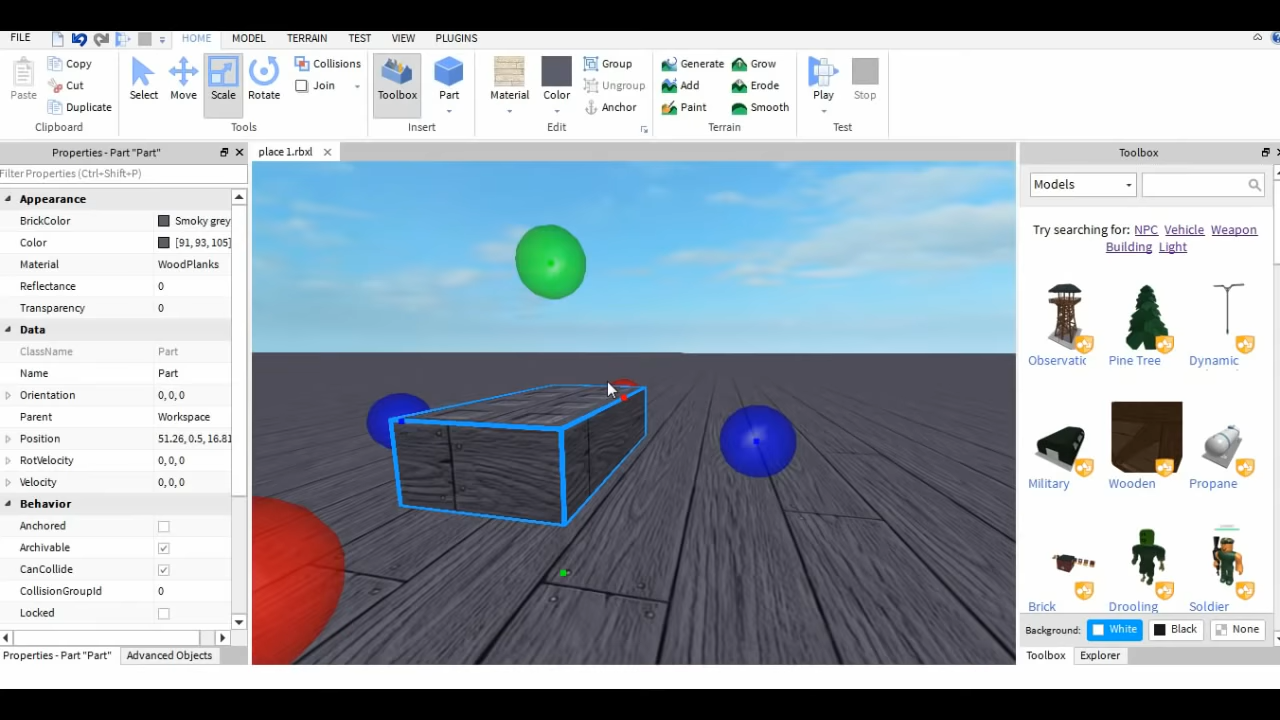 FILE HOME MODEL TERRAIN TEST VIEW PLUGINS
Paste Copy Cut Duplicate Clipboard
Select Move Scale Rotate Collisions Join Tools
Toolbox Part Insert
Material Color Group Ungroup Anchor Edit
Generate Grow Add Erode Paint Smooth Terrain
Play Stop Test
Properties - Part "Part"
Filter Properties (Ctrl+Shift+P)
Appearance
BrickColor Smoky grey
Color [91, 93, 105]
Material WoodPlanks
Reflectance 0
Transparency 0
Data
ClassName Part
Name Part
Orientation 0, 0, 0
Parent Workspace
Position 51.26, 0.5, 16.81
RotVelocity 0, 0, 0
Velocity 0, 0, 0
Behavior
Anchored
Archivable
CanCollide
CollisionGroupId 0
Locked
Properties - Part "Part" Advanced Objects
place 1.rbxl
Toolbox
Models
Try searching for: NPC Vehicle Weapon
Building Light
Observatic Pine Tree Dynamic
Military Wooden Propane
Brick Drooling Soldier
Background: White Black None
Toolbox Explorer